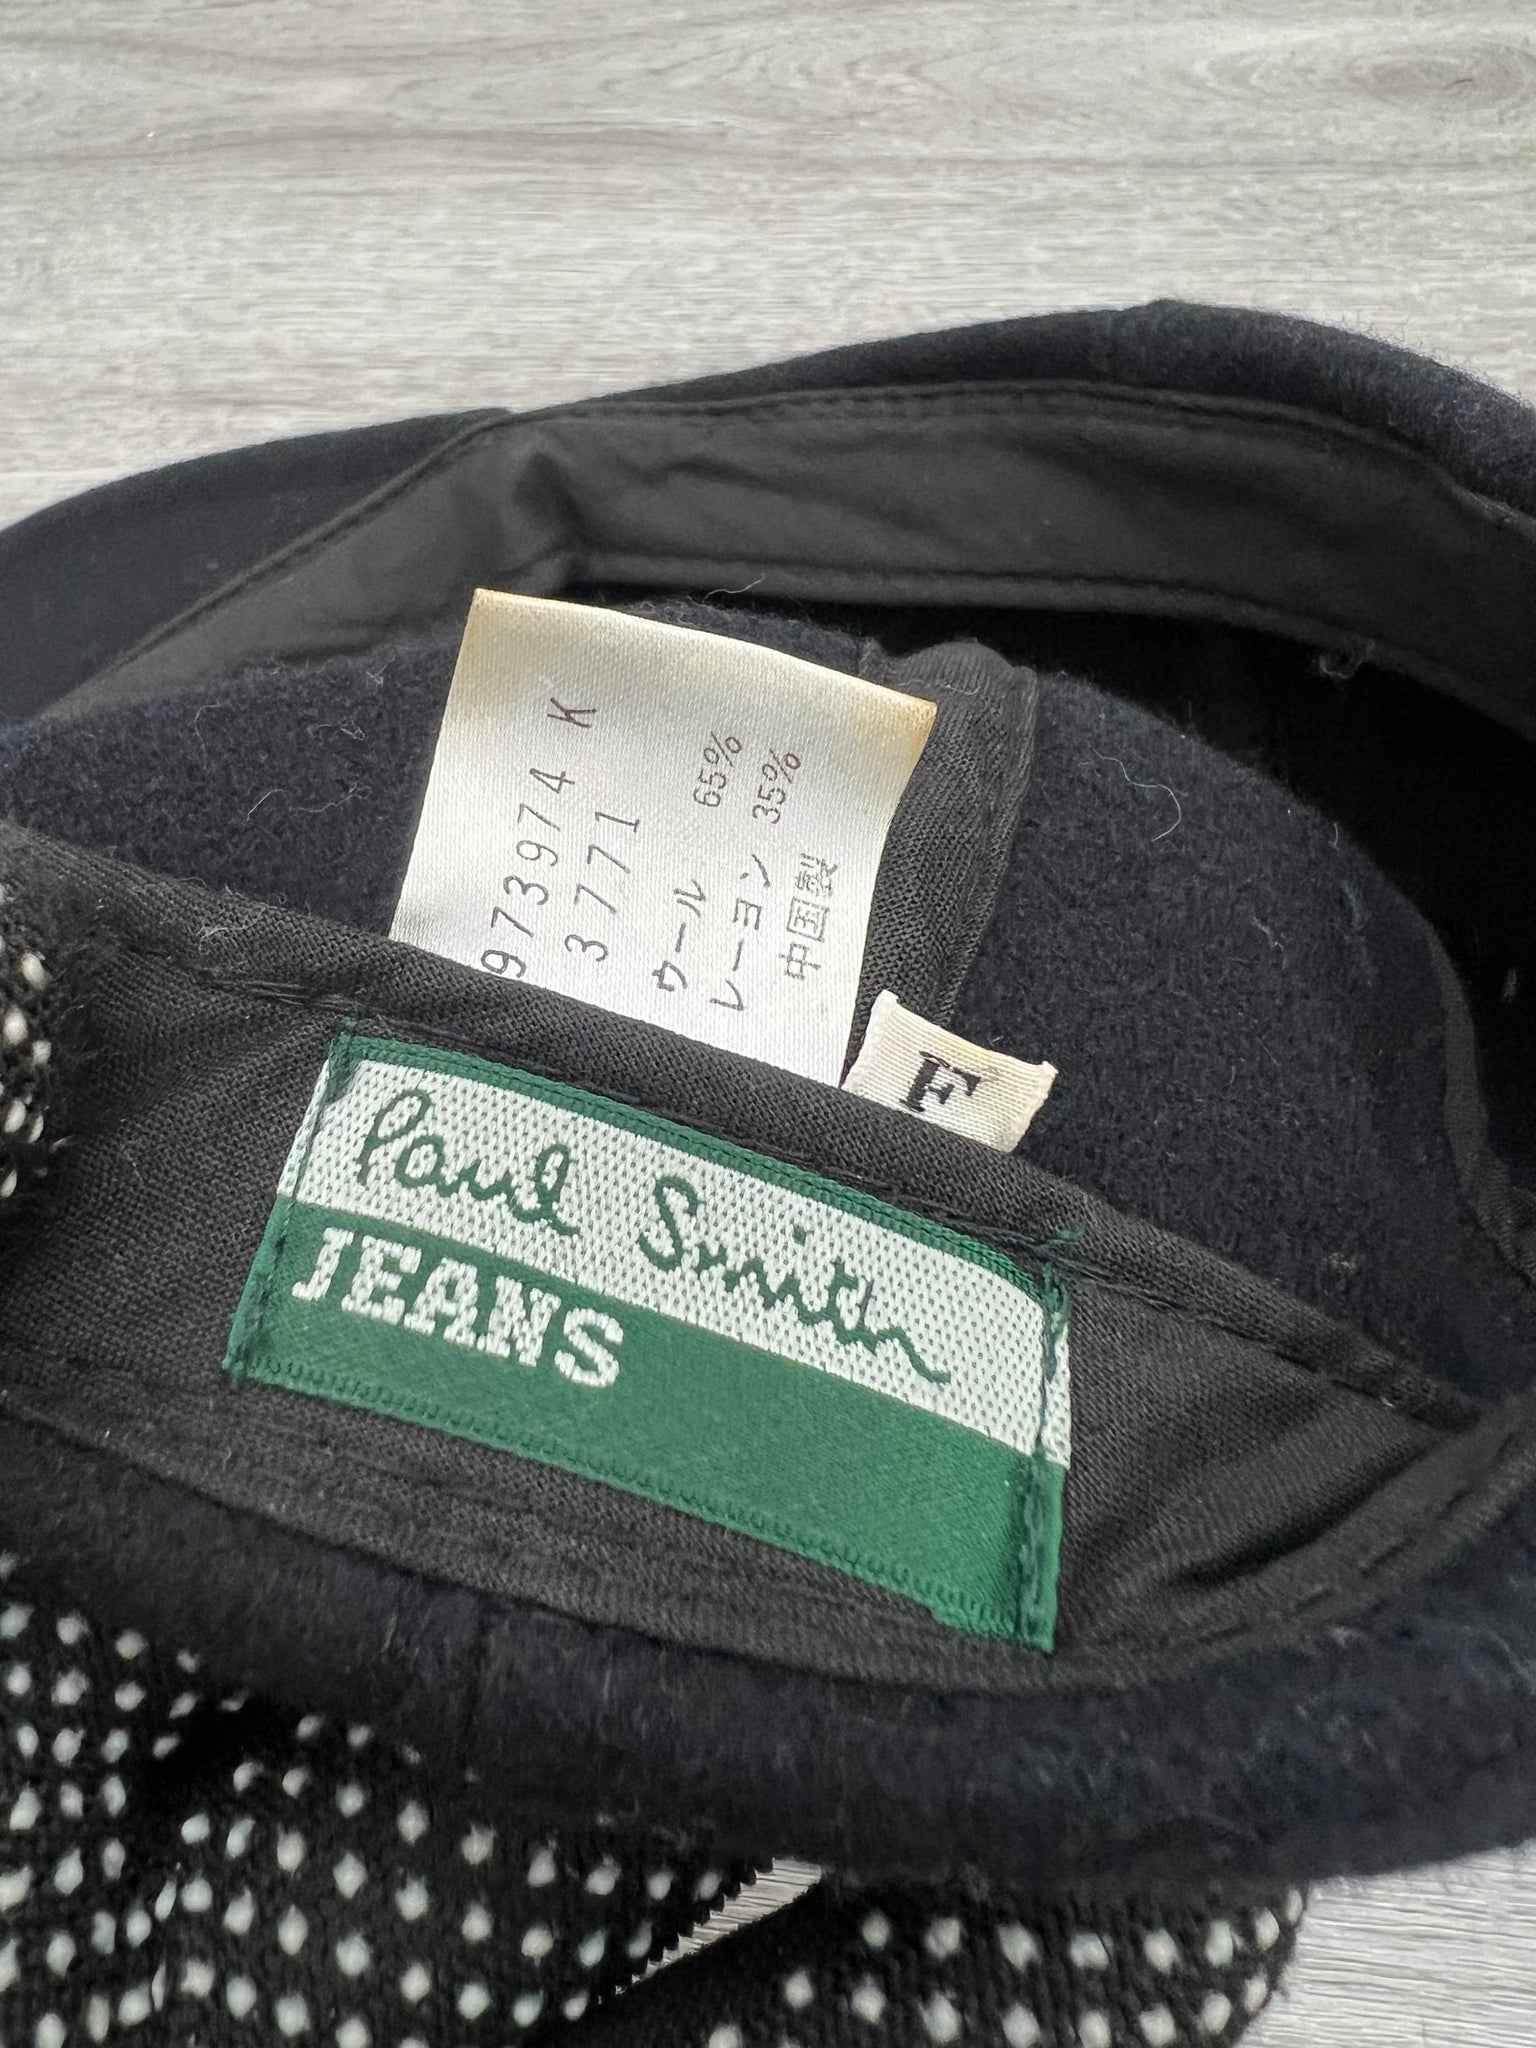 973974 K
3771
ウール 65%
レーヨン 35%
中国製
F
Paul Smith
JEANS